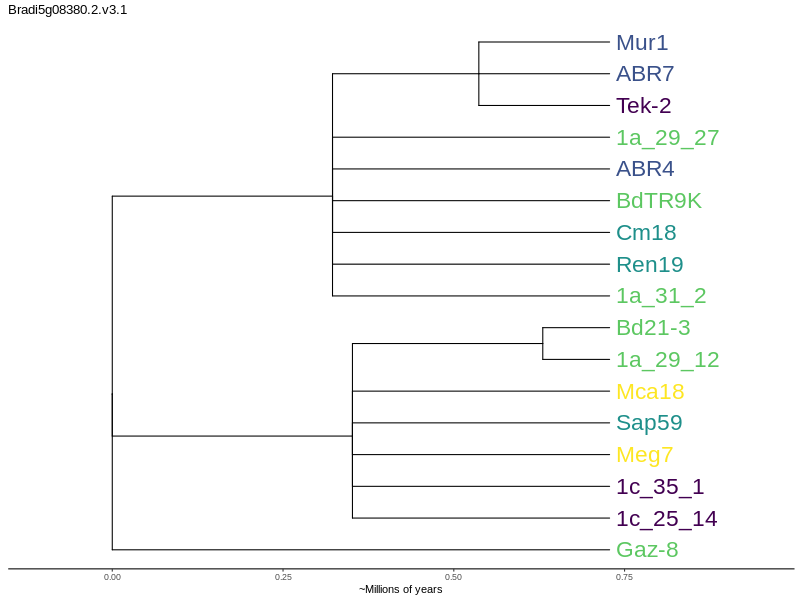 Bradi5g08380.2.v3.1
Mur1
ABR7
Tek-2
1a_29_27
ABR4
BdTR9K
Cm18
Ren19
1a_31_2
Bd21-3
1a_29_12
Mca18
Sap59
Meg7
1c_35_1
1c_25_14
Gaz-8
0.00 0.25 0.50 0.75
~Millions of years